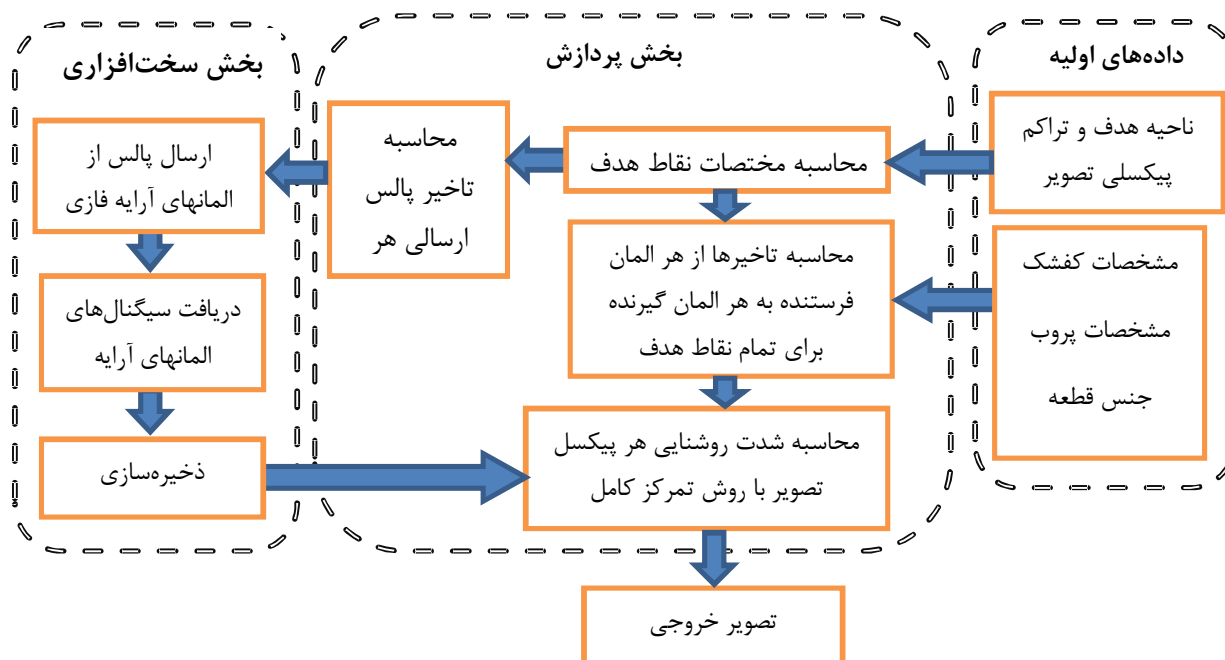 داده‌های اولیه
ناحیه هدف و تراکم
پیکسلی تصویر
مشخصات کفشک
مشخصات پروب
جنس قطعه
بخش پردازش
محاسبه مختصات نقاط هدف
محاسبه
تاخیر پالس
ارسالی هر
محاسبه تاخیرها از هر المان
فرستنده به هر المان گیرنده
برای تمام نقاط هدف
محاسبه شدت روشنایی هر پیکسل
تصویر با روش تمرکز کامل
بخش سخت‌افزاری
ارسال پالس از
المانهای آرایه فازی
دریافت سیگنال‌های
المانهای آرایه
ذخیره‌سازی
تصویر خروجی